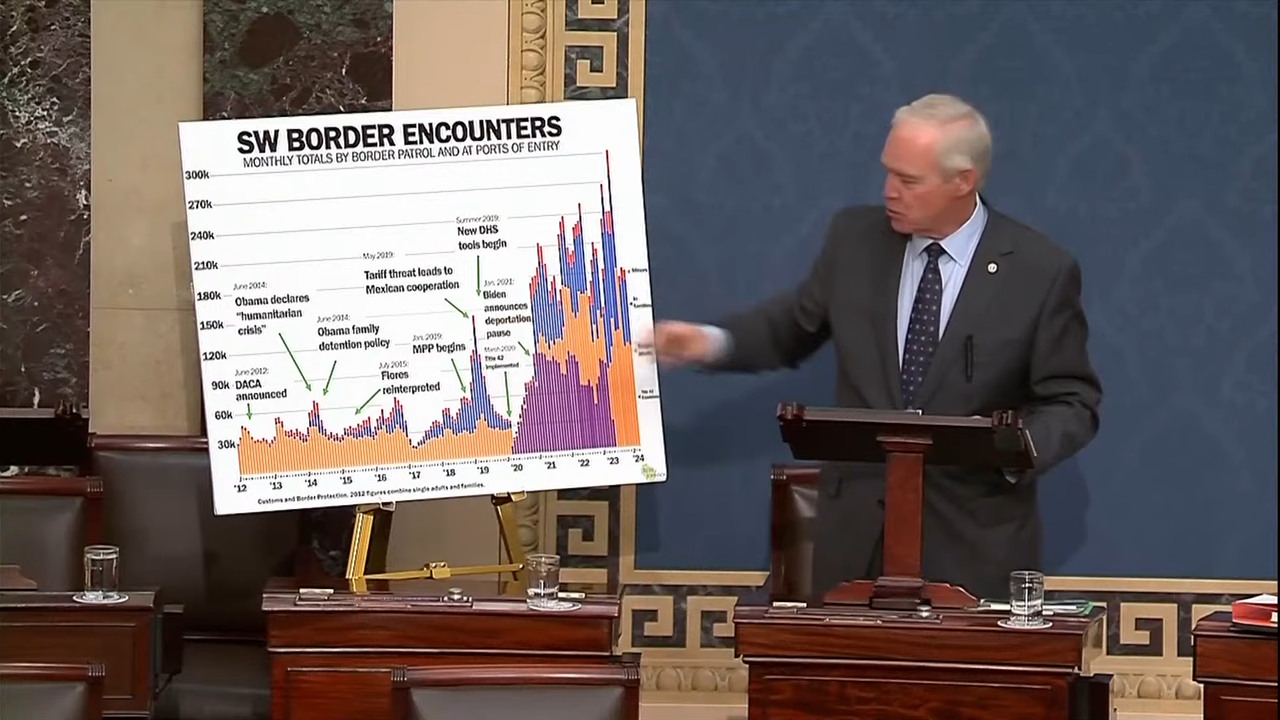 SW BORDER ENCOUNTERS
MONTHLY TOTALS BY BORDER PATROL AND AT PORTS OF ENTRY
300k
270k
240k
210k
180k
150k
120k
90k
60k
30k
June 2012:
DACA
announced
June 2014:
Obama declares
"humanitarian
crisis"
June 2014:
Obama family
detention policy
July 2015:
Flores
reinterpreted
Jan. 2019:
MPP begins
May 2019:
Tariff threat leads to
Mexican cooperation
Summer 2019:
New DHS
tools begin
March 2020:
Title 42
implemented
Jan. 2021:
Biden
announces
deportation
pause
'12 '13 '14 '15 '16 '17 '18 '19 '20 '21 '22 '23 '24
Customs and Border Protection. 2012 figures combine single adults and families.